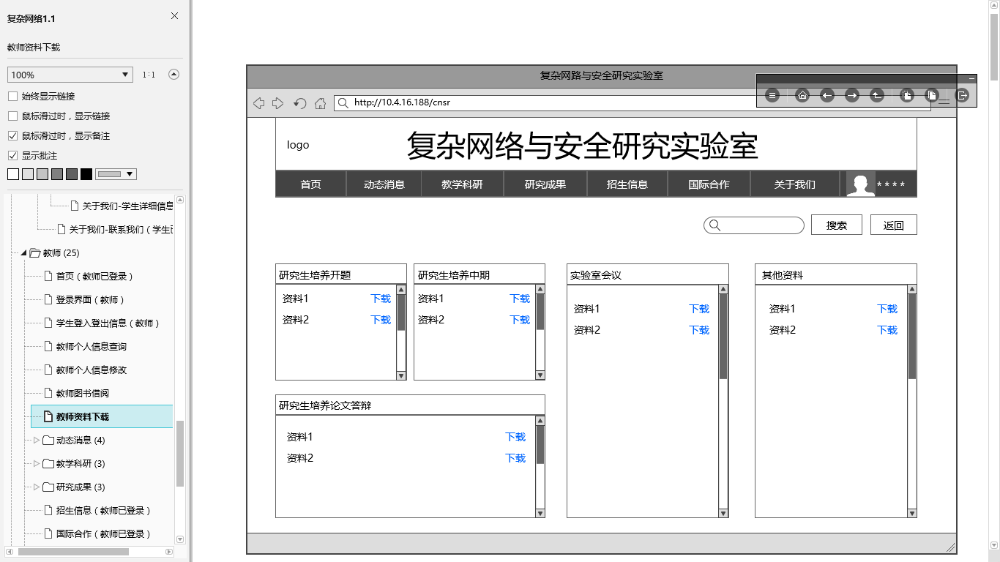 复杂网络1.1
教师资料下载
100%
1:1
始终显示链接
鼠标滑过时，显示链接
鼠标滑过时，显示备注
显示批注
关于我们-学生详细信息
关于我们-联系我们（学生已
教师 (25)
首页（教师已登录）
登录界面（教师）
学生登入登出信息（教师）
教师个人信息查询
教师个人信息修改
教师图书借阅
教师资料下载
动态消息 (4)
教学科研 (3)
研究成果 (3)
招生信息（教师已登录）
国际合作（教师已登录）
复杂网路与安全研究实验室
http://10.4.16.188/cnsr
logo
复杂网络与安全研究实验室
首页 动态消息 教学科研 研究成果 招生信息 国际合作 关于我们 ****
搜索 返回
研究生培养开题
资料1 下载
资料2 下载
研究生培养中期
资料1 下载
资料2 下载
实验室会议
资料1 下载
资料2 下载
其他资料
资料1 下载
资料2 下载
研究生培养论文答辩
资料1 下载
资料2 下载